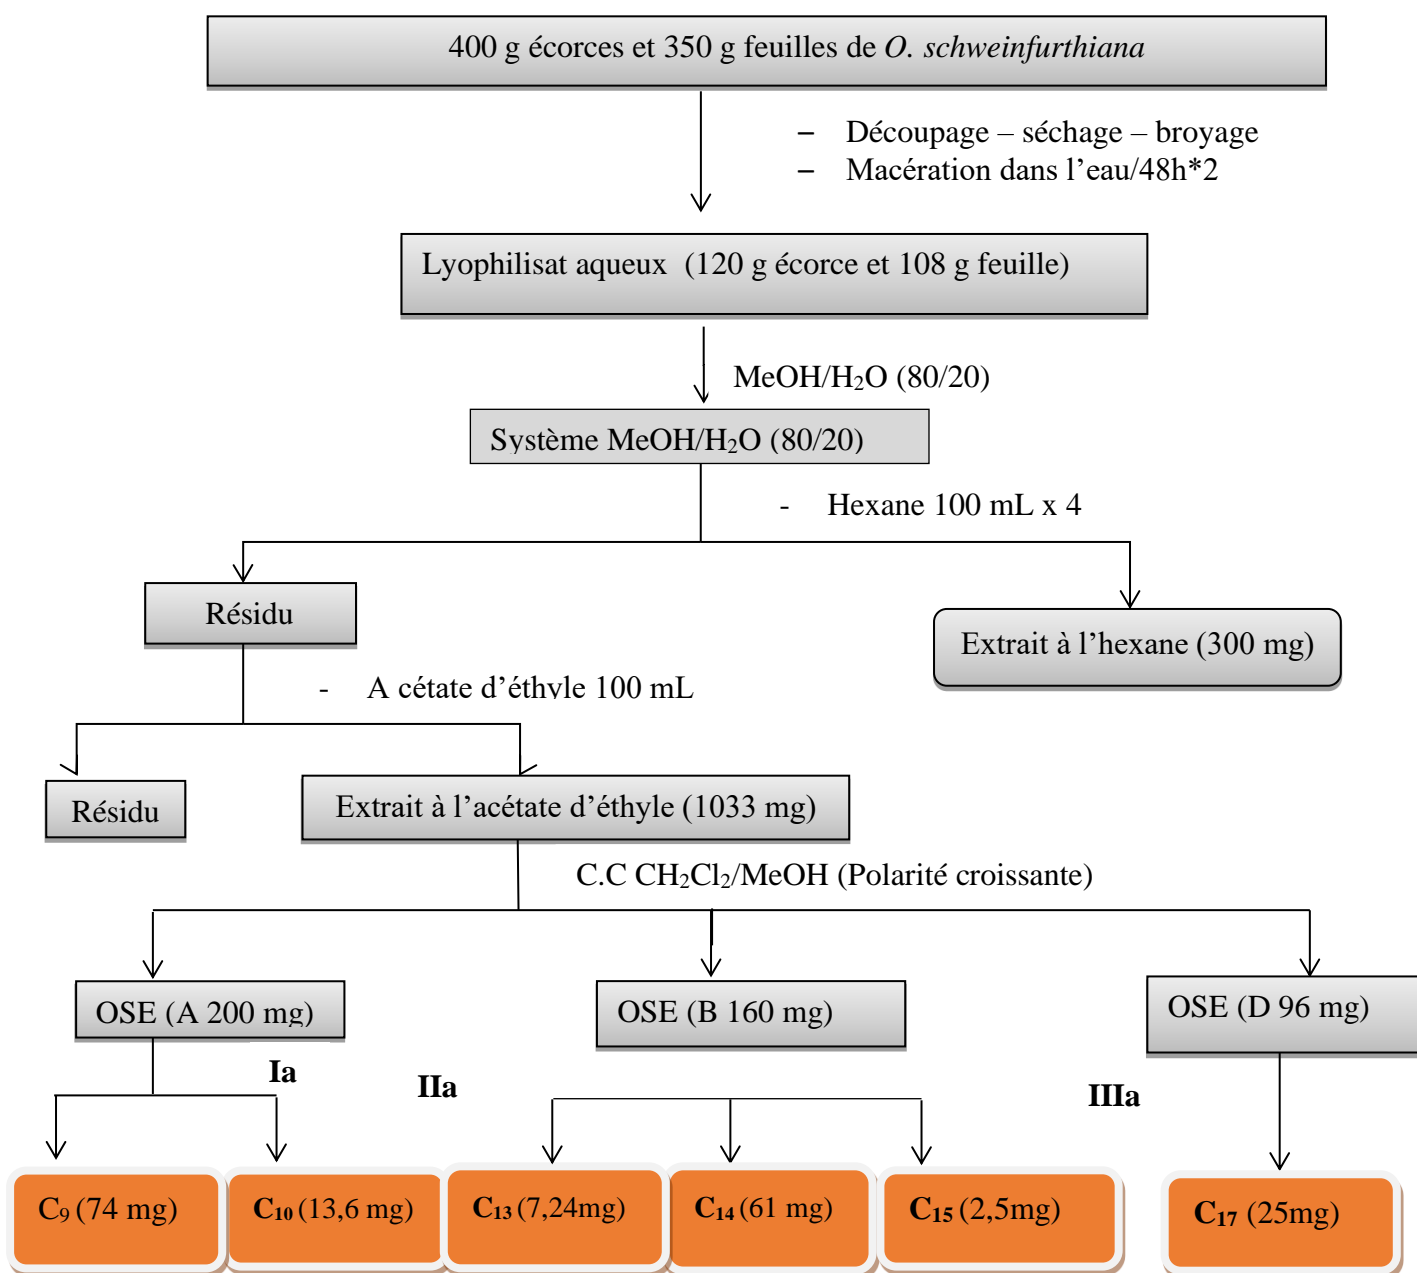 400 g écorces et 350 g feuilles de O. schweinfurthiana
– Découpage – séchage – broyage
– Macération dans l’eau/48h*2
Lyophilisat aqueux (120 g écorce et 108 g feuille)
MeOH/H₂O (80/20)
Système MeOH/H₂O (80/20)
- Hexane 100 mL x 4
Résidu
Extrait à l’hexane (300 mg)
- A cétate d’éthyle 100 mL
Résidu
Extrait à l’acétate d’éthyle (1033 mg)
C.C CH₂Cl₂/MeOH (Polarité croissante)
OSE (A 200 mg)
OSE (B 160 mg)
OSE (D 96 mg)
Ia
IIa
IIIa
C₉ (74 mg)
C₁₀ (13,6 mg)
C₁₃ (7,24mg)
C₁₄ (61 mg)
C₁₅ (2,5mg)
C₁₇ (25mg)